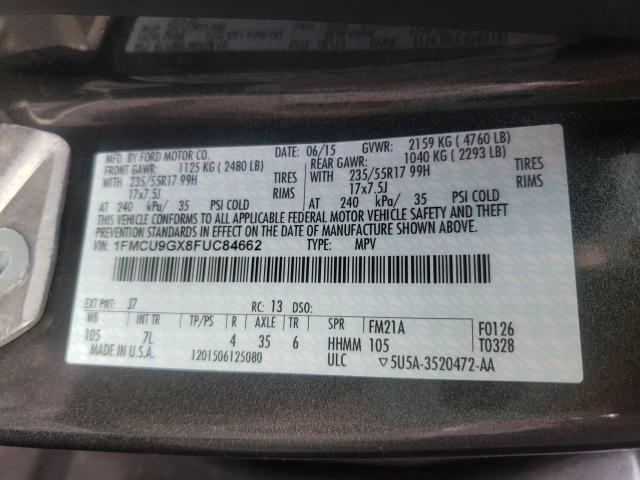 MFD. BY FORD MOTOR CO.
DATE: 06/15 GVWR: 2159 KG ( 4760 LB)
FRONT GAWR: 1125 KG ( 2480 LB) REAR GAWR: 1040 KG ( 2293 LB)
WITH 235/55R17 99H TIRES WITH 235/55R17 99H TIRES
17x7.5J RIMS 17x7.5J RIMS
AT 240 kPa/ 35 PSI COLD AT 240 kPa/ 35 PSI COLD
THIS VEHICLE CONFORMS TO ALL APPLICABLE FEDERAL MOTOR VEHICLE SAFETY AND THEFT
PREVENTION STANDARDS IN EFFECT ON THE DATE OF MANUFACTURE SHOWN ABOVE.
VIN: 1FMCU9GX8FUC84662 TYPE: MPV
EXT PNT: J7 RC: 13 DSO:
WB INT TR TP/PS R AXLE TR SPR FM21A F0126
105 7L 4 35 6 HHMM 105 T0328
MADE IN U.S.A. 1201506125080 ULC ▽5U5A-3520472-AA